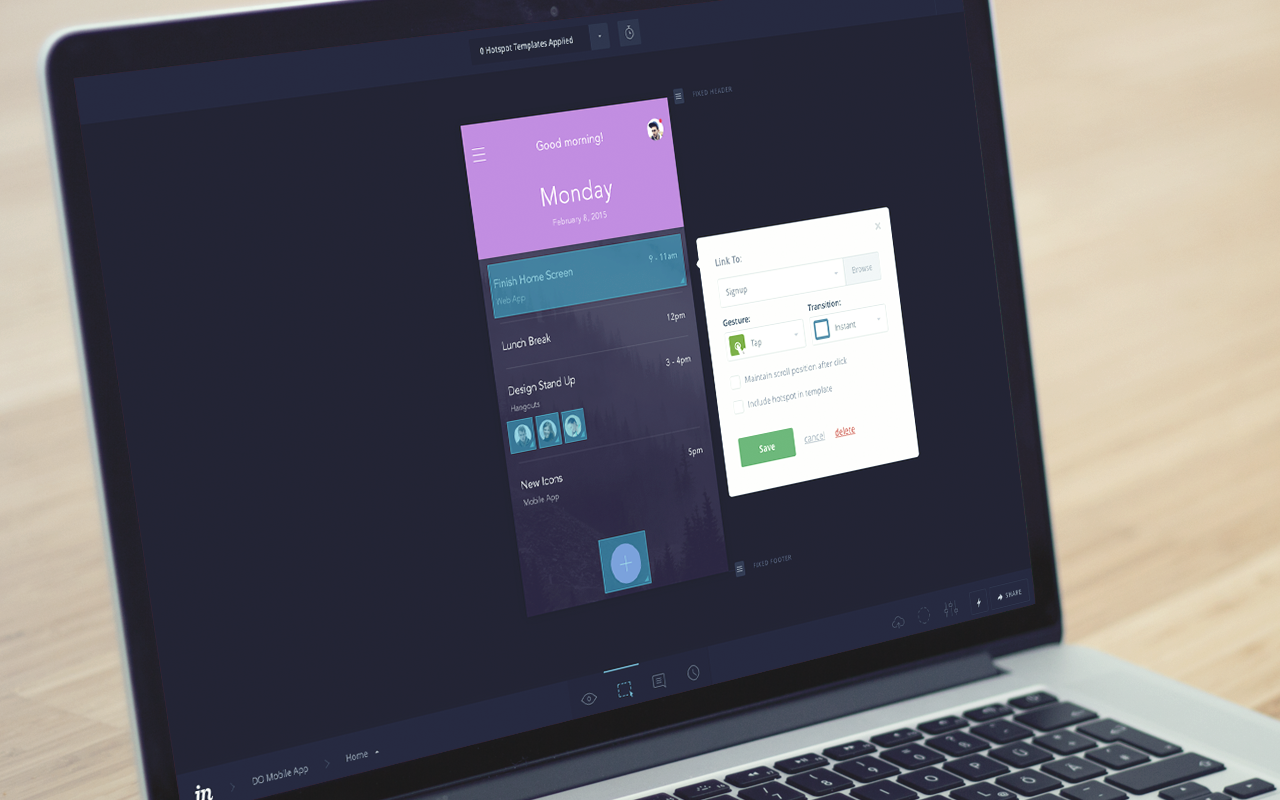 0 Hotspot Templates Applied
FIXED HEADER
Good morning!
Monday
February 8, 2015
Finish Home Screen
9 - 11am
Web App
Lunch Break
12pm
Design Stand Up
3 - 4pm
Hangouts
New Icons
5pm
Mobile App
Link To:
Signup
Browse
Gesture:
Transition:
Tap
Instant
Maintain scroll position after click
Include hotspot in template
Save
cancel
delete
FIXED FOOTER
SHARE
in
DO Mobile App
Home